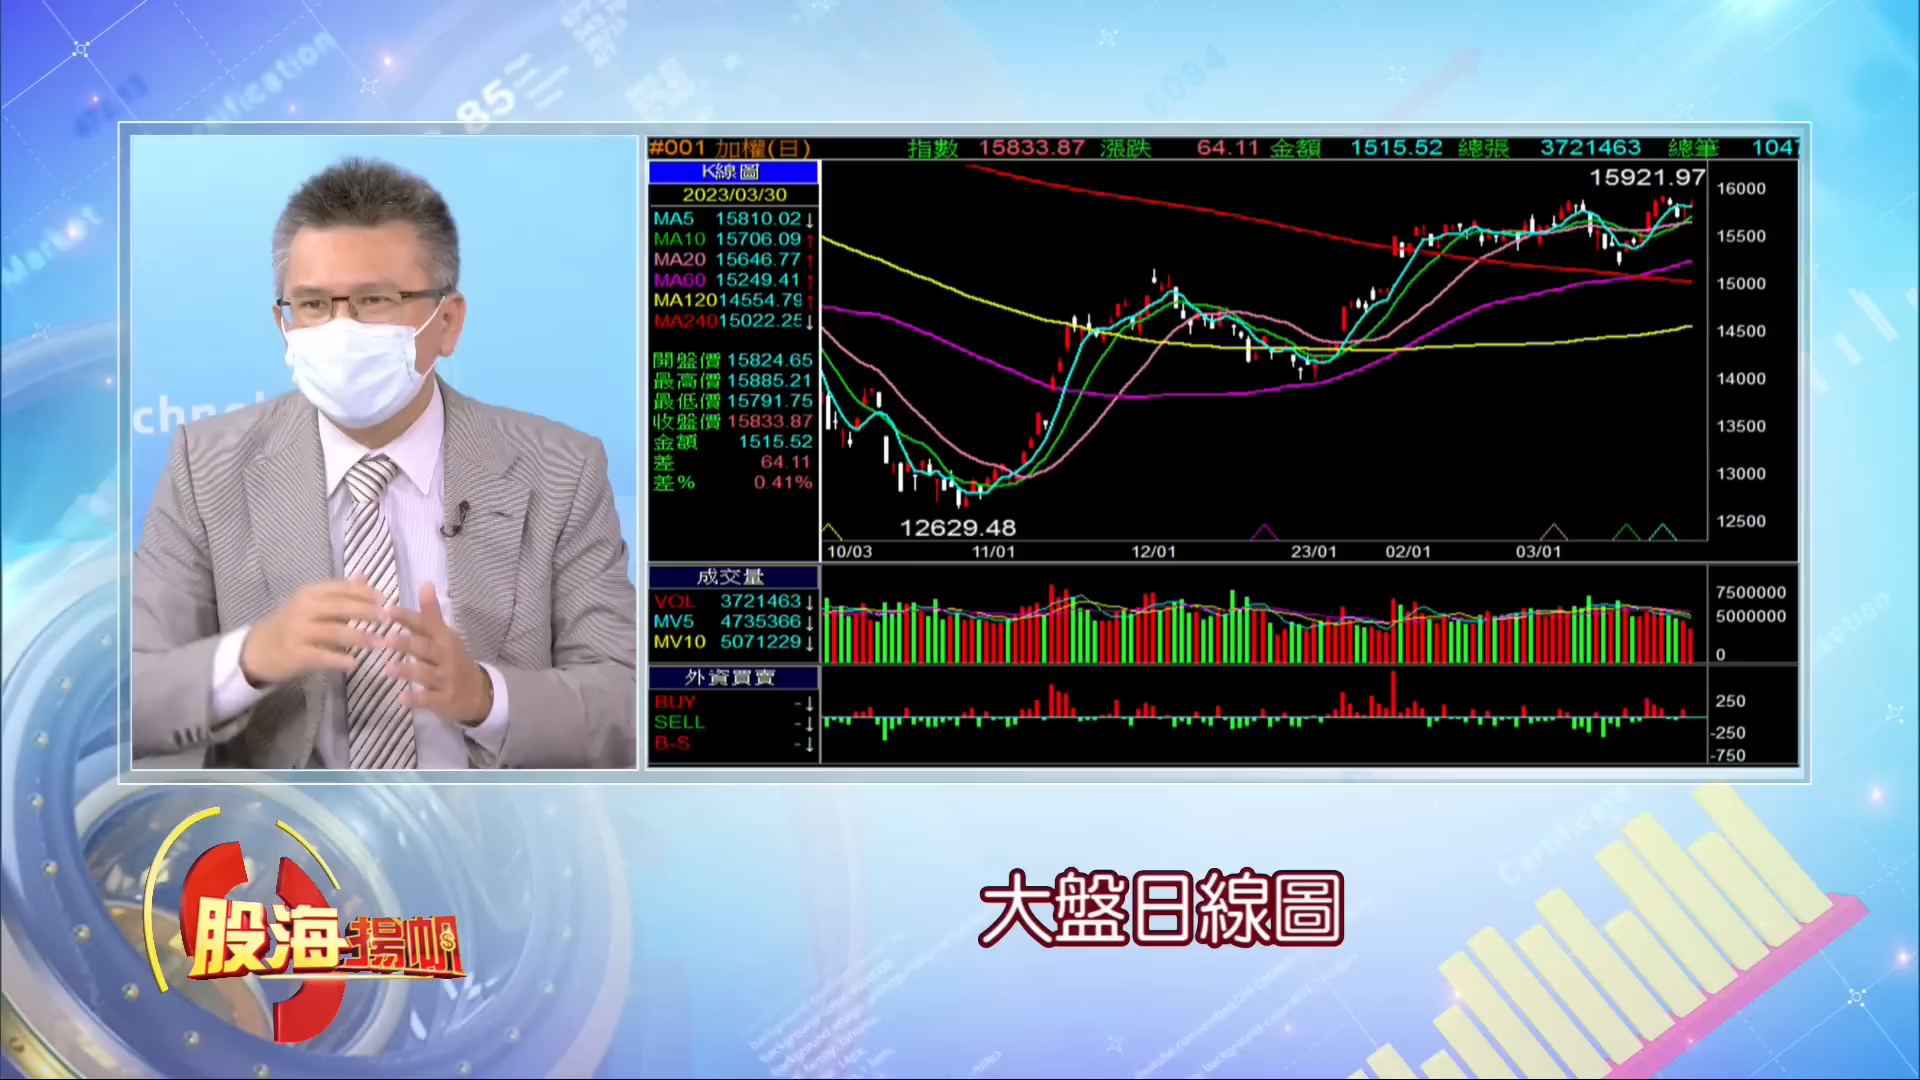 85
6094
Certification
Market
chnol
#001 加權(日) 指數 15833.87 漲跌 64.11 金額 1515.52 總張 3721463 總筆 1047
K線圖
2023/03/30
MA5 15810.02↓
MA10 15706.09↑
MA20 15646.77↑
MA60 15249.41↑
MA120 14554.79↑
MA240 15022.25↓
開盤價 15824.65
最高價 15885.21
最低價 15791.75
收盤價 15833.87
金額 1515.52
差 64.11
差% 0.41%
15921.97
12629.48
16000
15500
15000
14500
14000
13500
13000
12500
10/03 11/01 12/01 23/01 02/01 03/01
成交量
VOL 3721463↓
MV5 4735366↓
MV10 5071229↓
7500000
5000000
0
外資買賣
BUY -↓
SELL -↓
B-S -↓
250
-250
-750
股海揚帆
大盤日線圖